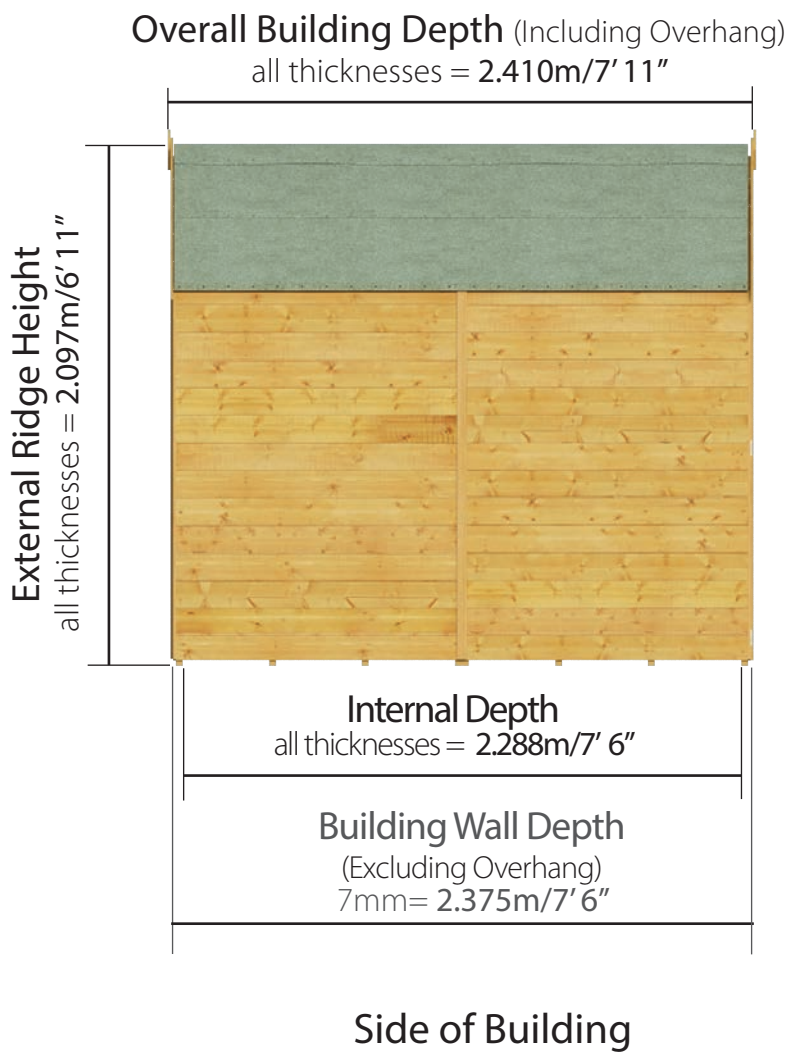 Overall Building Depth (Including Overhang)
all thicknesses = 2.410m/7’ 11”
External Ridge Height
all thicknesses = 2.097m/6’ 11”
Internal Depth
all thicknesses = 2.288m/7’ 6”
Building Wall Depth
(Excluding Overhang)
7mm= 2.375m/7’ 6”
Side of Building